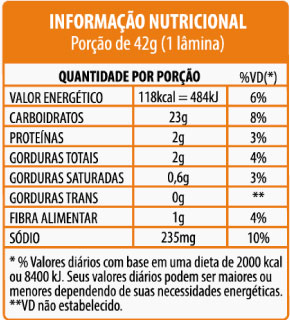 INFORMAÇÃO NUTRICIONAL
Porção de 42g (1 lâmina)
QUANTIDADE POR PORÇÃO %VD(*)
VALOR ENERGÉTICO 118kcal = 484kJ 6%
CARBOIDRATOS 23g 8%
PROTEÍNAS 2g 3%
GORDURAS TOTAIS 2g 4%
GORDURAS SATURADAS 0,6g 3%
GORDURAS TRANS 0g **
FIBRA ALIMENTAR 1g 4%
SÓDIO 235mg 10%
* % Valores diários com base em uma dieta de 2000 kcal
ou 8400 kJ. Seus valores diários podem ser maiores ou
menores dependendo de suas necessidades energéticas.
**VD não estabelecido.